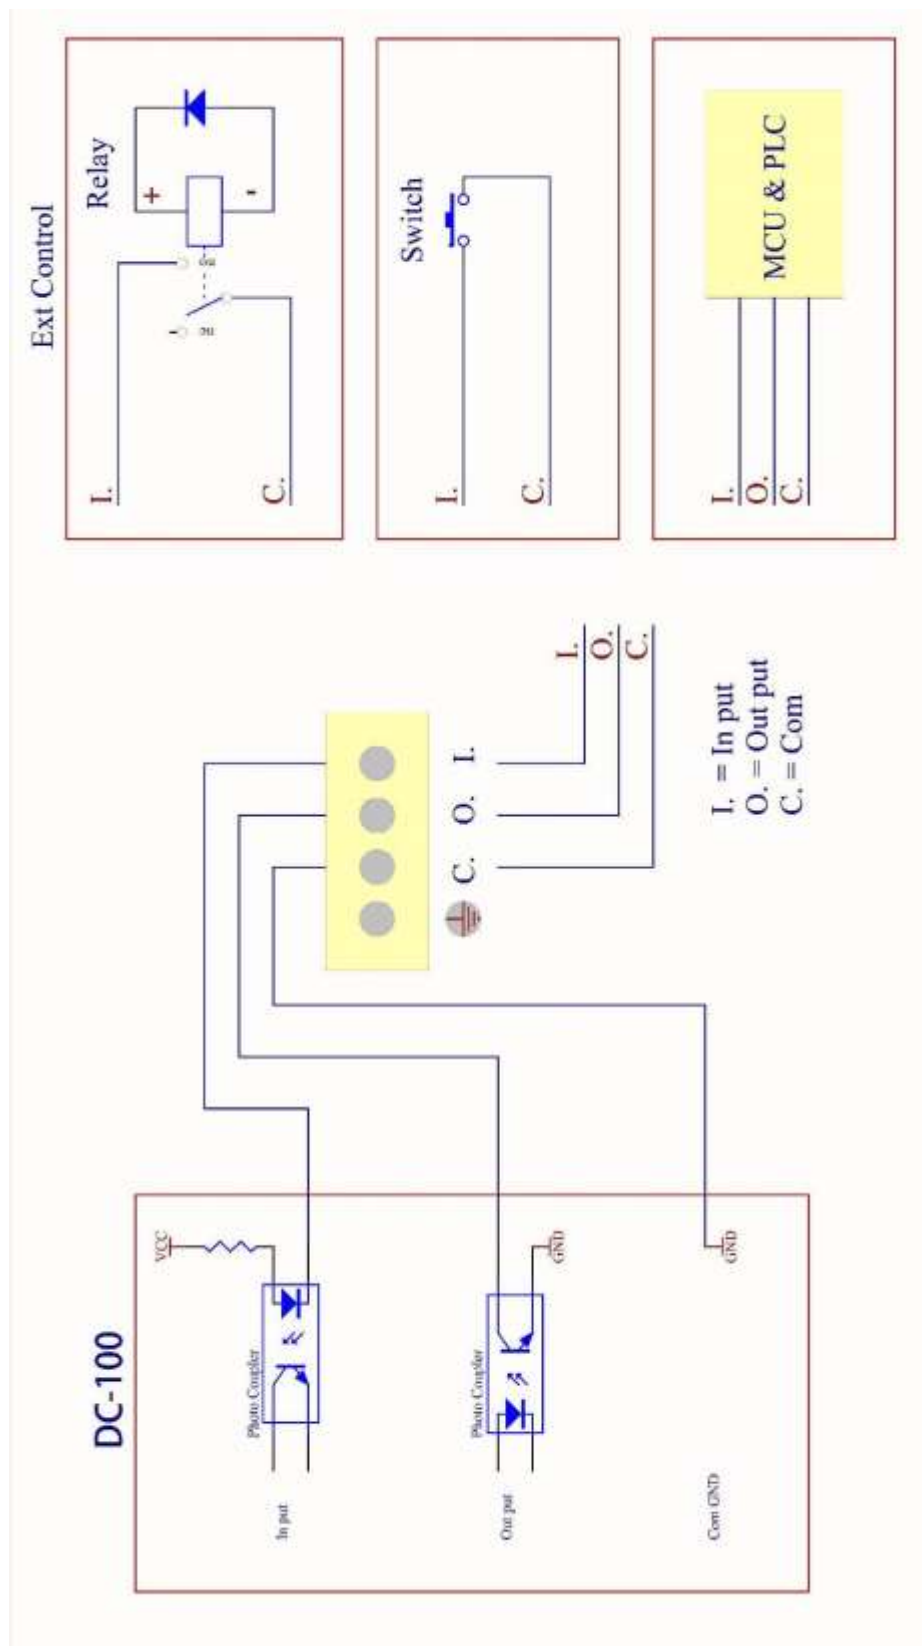 Ext Control
DC-100
Relay
+
-
I.
C.
VCC
Photo Coupler
In put
Switch
I.
C.
I. O. C.
I.
O.
C.
Photo Coupler
GND
Out put
MCU & PLC
I.
O.
C.
I. = In put
O. = Out put
C. = Com
GND
Com GND